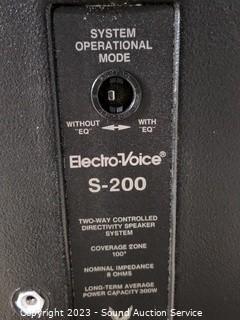 SYSTEM
OPERATIONAL
MODE
WITHOUT
"EQ"
WITH
"EQ"
Electro-Voice®
S-200
TWO-WAY CONTROLLED
DIRECTIVITY SPEAKER
SYSTEM
COVERAGE ZONE
100°
NOMINAL IMPEDANCE
8 OHMS
LONG-TERM AVERAGE
POWER CAPACITY 300W
Copyright 2023 - Sound Auction Service